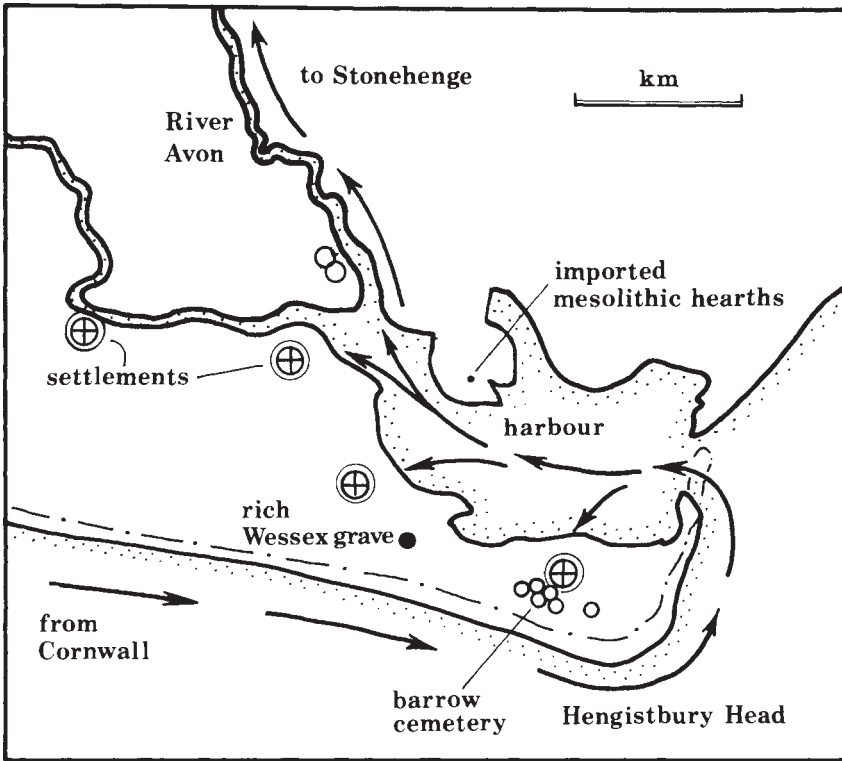 to Stonehenge
km
River
Avon
imported
mesolithic hearths
settlements
harbour
rich
Wessex grave
from
Cornwall
barrow
cemetery
Hengistbury Head